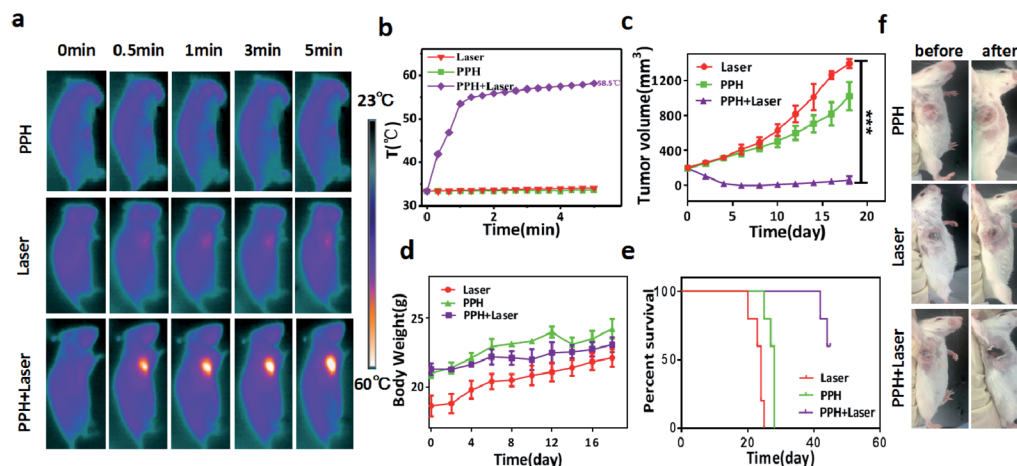 a
0min 0.5min 1min 3min 5min
PPH
Laser
PPH+Laser
23℃
60℃
b
Laser
PPH
PPH+Laser
58.5℃
T(℃)
60
50
40
30
0 2 4
Time(min)
c
Laser
PPH
PPH+Laser
***
Tumor volume(mm³)
1200
800
400
0
0 5 10 15 20
Time(day)
d
Laser
PPH
PPH+Laser
Body Weight(g)
25
20
0 4 8 12 16
Time(day)
e
Percent survival
100
50
0
Laser
PPH
PPH+Laser
0 20 40 60
Time(day)
f
before after
PPH
Laser
PPH+Laser